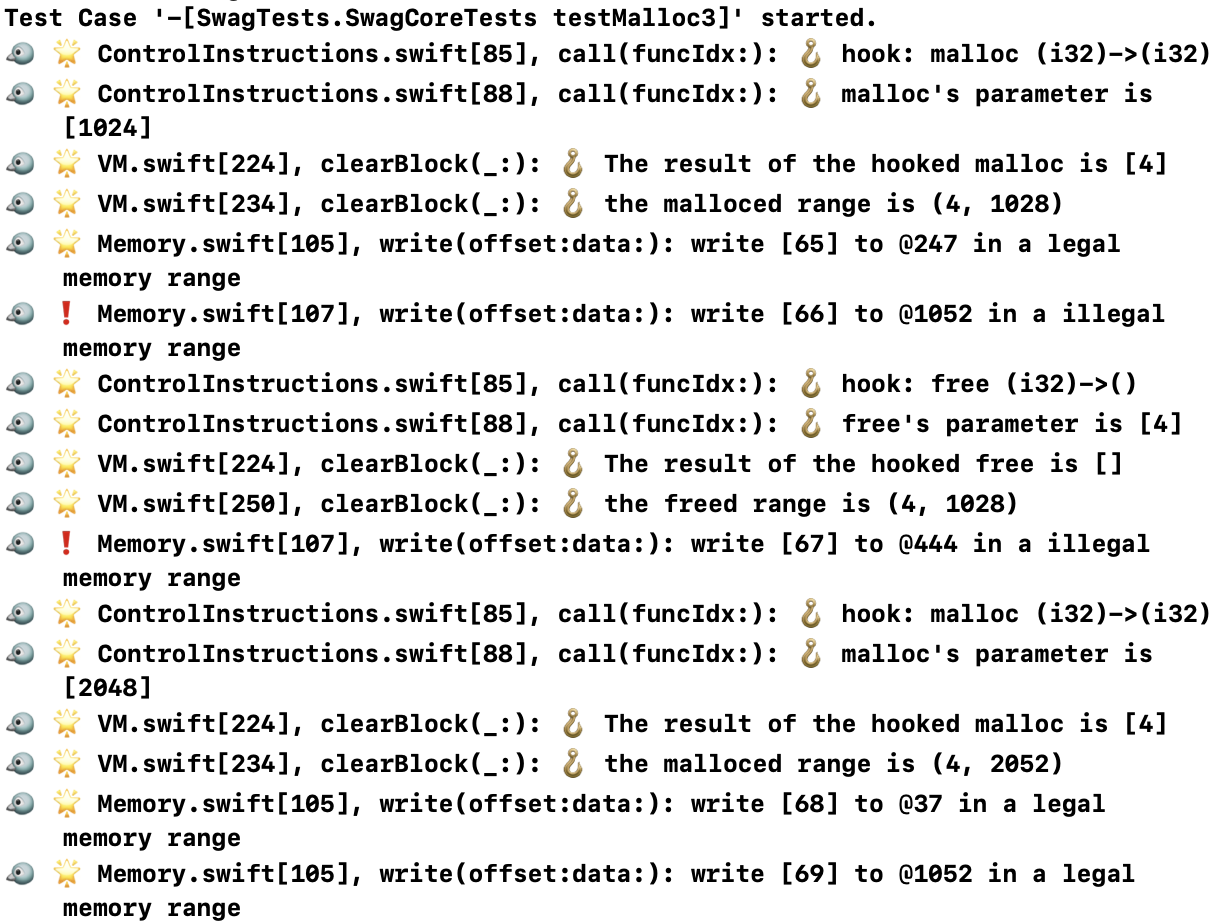 Test Case '-[SwagTests.SwagCoreTests testMalloc3]' started.
🐦 🌟 ControlInstructions.swift[85], call(funcIdx:): 🪝 hook: malloc (i32)->(i32)
🐦 🌟 ControlInstructions.swift[88], call(funcIdx:): 🪝 malloc's parameter is
[1024]
🐦 🌟 VM.swift[224], clearBlock(_:): 🪝 The result of the hooked malloc is [4]
🐦 🌟 VM.swift[234], clearBlock(_:): 🪝 the malloced range is (4, 1028)
🐦 🌟 Memory.swift[105], write(offset:data:): write [65] to @247 in a legal
memory range
🐦 ❗ Memory.swift[107], write(offset:data:): write [66] to @1052 in a illegal
memory range
🐦 🌟 ControlInstructions.swift[85], call(funcIdx:): 🪝 hook: free (i32)->()
🐦 🌟 ControlInstructions.swift[88], call(funcIdx:): 🪝 free's parameter is [4]
🐦 🌟 VM.swift[224], clearBlock(_:): 🪝 The result of the hooked free is []
🐦 🌟 VM.swift[250], clearBlock(_:): 🪝 the freed range is (4, 1028)
🐦 ❗ Memory.swift[107], write(offset:data:): write [67] to @444 in a illegal
memory range
🐦 🌟 ControlInstructions.swift[85], call(funcIdx:): 🪝 hook: malloc (i32)->(i32)
🐦 🌟 ControlInstructions.swift[88], call(funcIdx:): 🪝 malloc's parameter is
[2048]
🐦 🌟 VM.swift[224], clearBlock(_:): 🪝 The result of the hooked malloc is [4]
🐦 🌟 VM.swift[234], clearBlock(_:): 🪝 the malloced range is (4, 2052)
🐦 🌟 Memory.swift[105], write(offset:data:): write [68] to @37 in a legal
memory range
🐦 🌟 Memory.swift[105], write(offset:data:): write [69] to @1052 in a legal
memory range